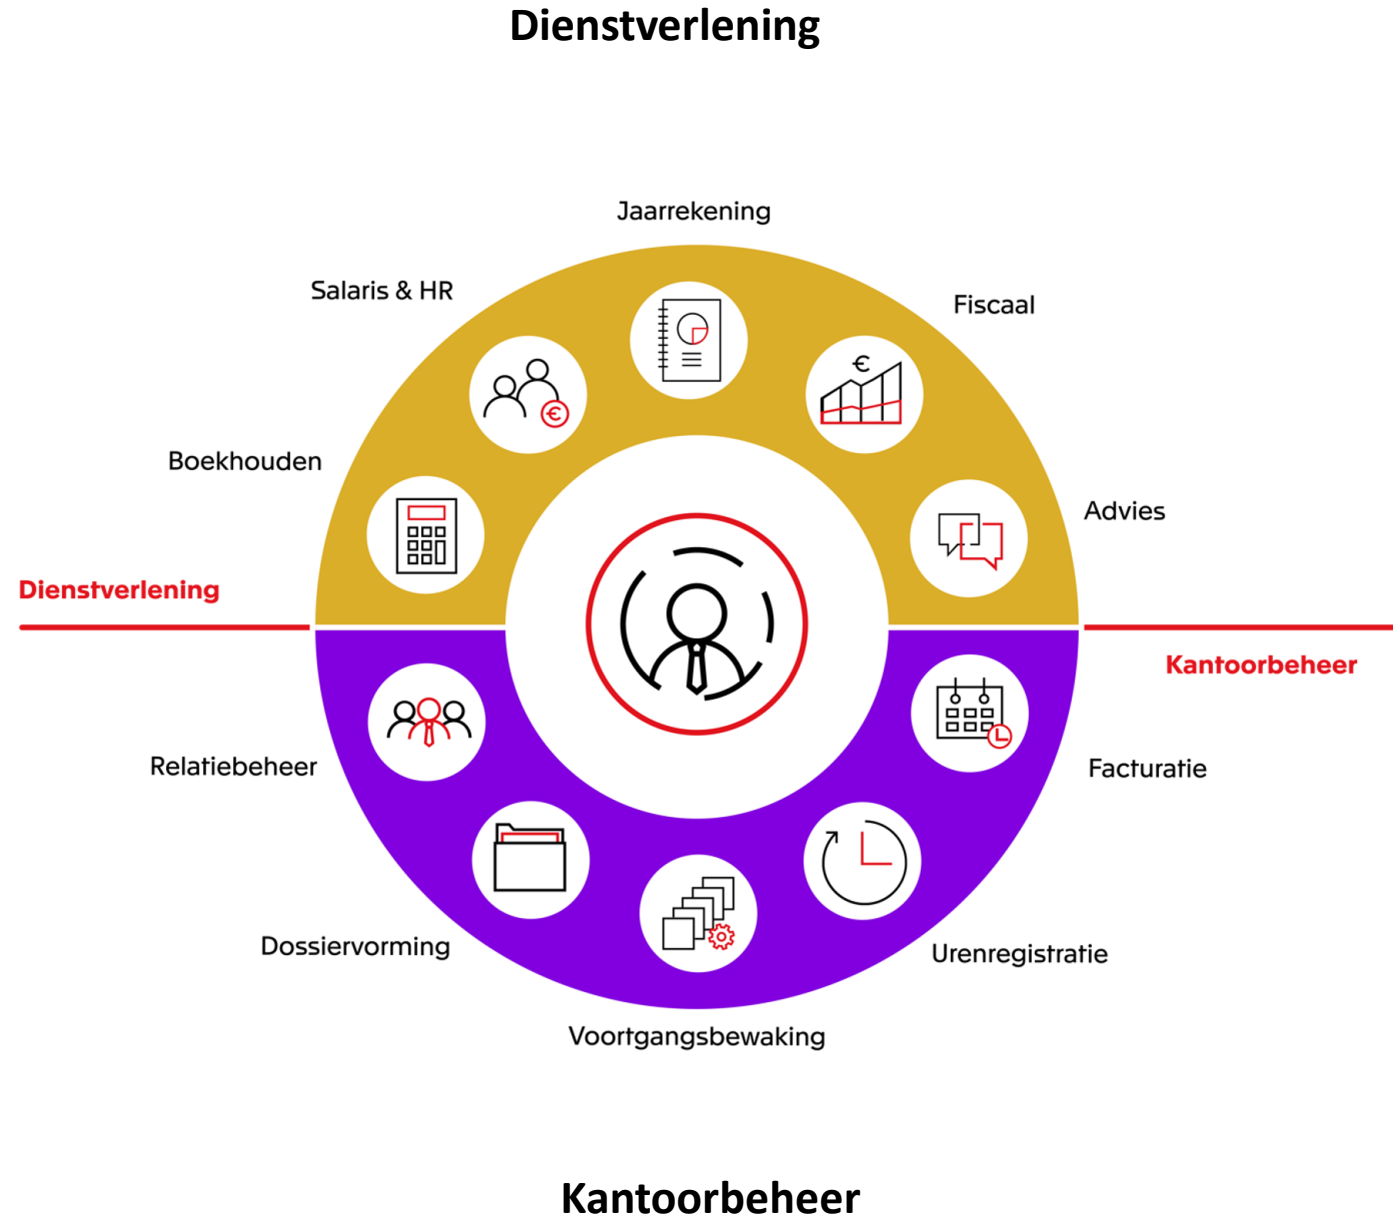 Dienstverlening
Jaarrekening
Salaris & HR
Fiscaal
Boekhouden
Advies
Dienstverlening
Kantoorbeheer
Relatiebeheer
Facturatie
Dossiervorming
Urenregistratie
Voortgangsbewaking
Kantoorbeheer